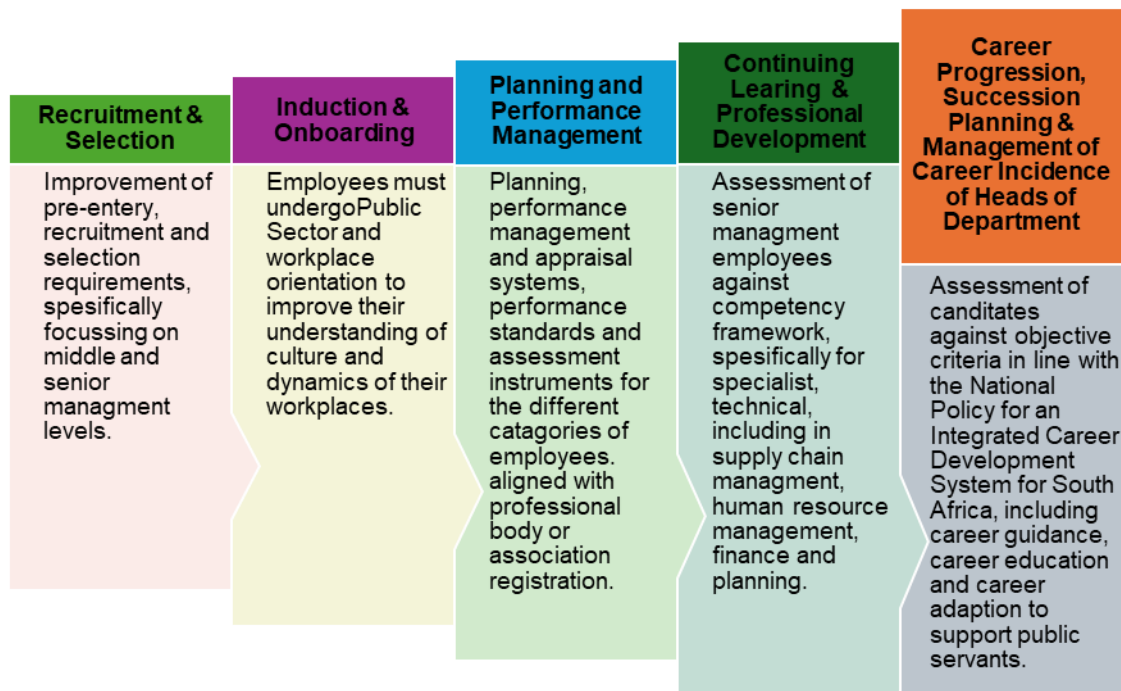 Recruitment &
Selection
Improvement of
pre-entery,
recruitment and
selection
requirements,
spesifically
focussing on
middle and
senior
managment
levels.
Induction &
Onboarding
Employees must
undergoPublic
Sector and
workplace
orientation to
improve their
understanding of
culture and
dynamics of their
workplaces.
Planning and
Performance
Management
Planning,
performance
management
and appraisal
systems,
performance
standards and
assessment
instruments for
the different
catagories of
employees.
aligned with
professional
body or
association
registration.
Continuing
Learing &
Professional
Development
Assessment of
senior
managment
employees
against
competency
framework,
spesifically for
specialist,
technical,
including in
supply chain
managment,
human resource
management,
finance and
planning.
Career
Progression,
Succession
Planning &
Management of
Career Incidence
of Heads of
Department
Assessment of
canditates
against objective
criteria in line with
the National
Policy for an
Integrated Career
Development
System for South
Africa, including
career guidance,
career education
and career
adaption to
support public
servants.